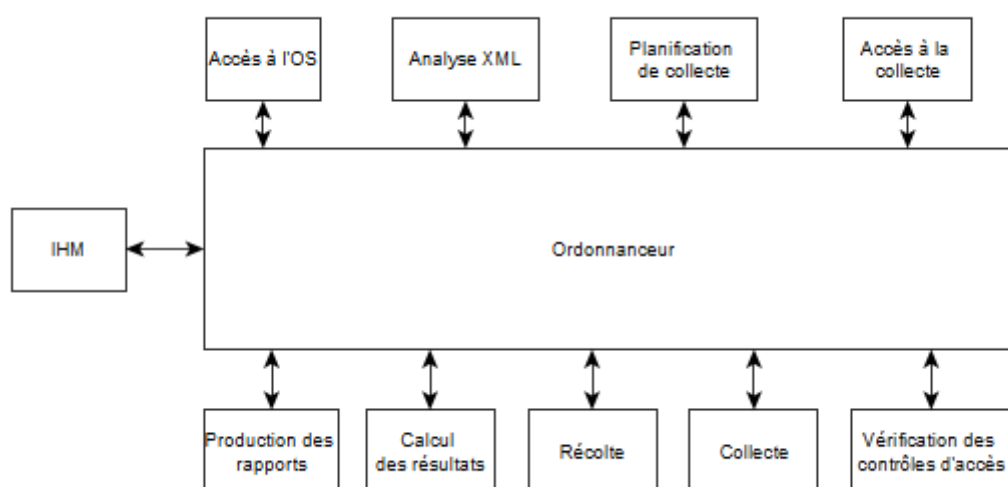 Accès à l'OS
Analyse XML
Planification
de collecte
Accès à la
collecte
IHM
Ordonnanceur
Production des
rapports
Calcul
des résultats
Récolte
Collecte
Vérification des
contrôles d'accès